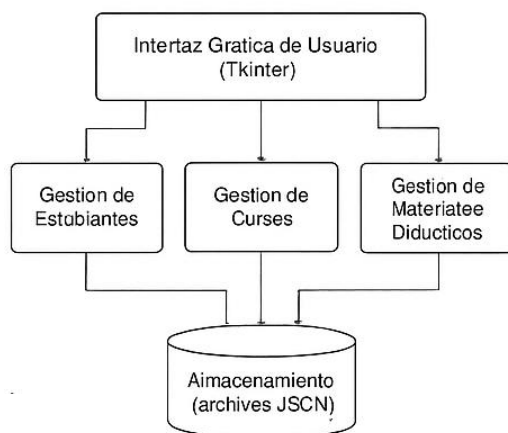 Intertaz Gratica de Usuario
(Tkinter)
Gestion de
Estobiantes
Gestion de
Curses
Gestion de
Materiatee
Diducticos
Aimacenamiento
(archives JSCN)